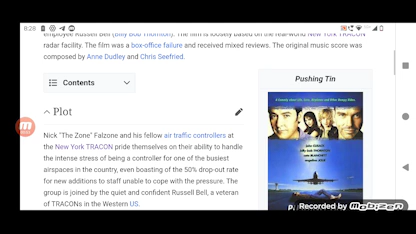 8:28
employee Russell Bell (Billy Bob Thornton). The film is loosely based on the real-world New York TRACON
radar facility. The film was a box-office failure and received mixed reviews. The original music score was
composed by Anne Dudley and Chris Seefried.
Contents
Pushing Tin
Plot
Nick "The Zone" Falzone and his fellow air traffic controllers at
the New York TRACON pride themselves on their ability to handle
the intense stress of being a controller for one of the busiest
airspaces in the country, even boasting of the 50% drop-out rate
for new additions to staff unable to cope with the pressure. The
group is joined by the quiet and confident Russell Bell, a veteran
of TRACONs in the Western US.
Recorded by
Mobizen